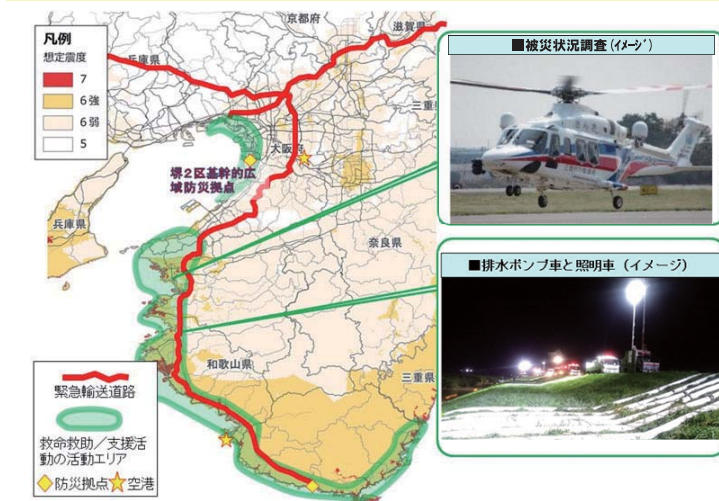 凡例
想定震度
7
6強
6弱
5
兵庫県
京都府
滋賀県
三重県
大阪府
堺2区基幹的広
域防災拠点
兵庫県
奈良県
和歌山県
三重県
緊急輸送道路
救命救助／支援活
動の活動エリア
防災拠点
空港
■被災状況調査(ｲﾒｰｼﾞ)
■排水ポンプ車と照明車（イメージ）